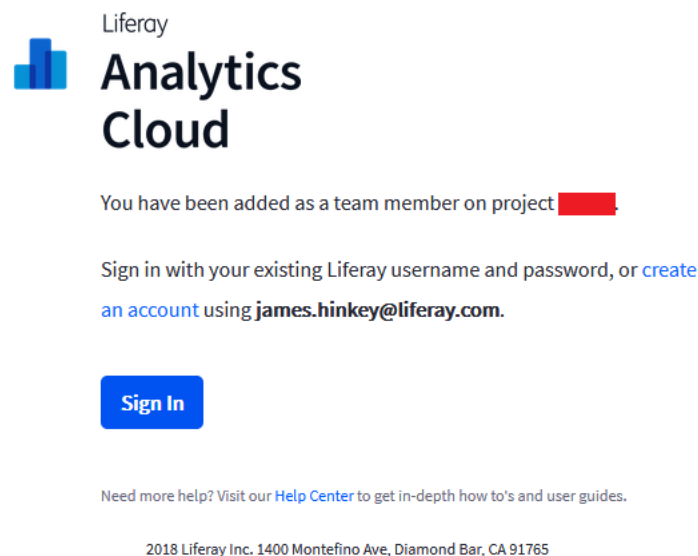 Liferay
Analytics
Cloud
You have been added as a team member on project .
Sign in with your existing Liferay username and password, or create
an account using james.hinkey@liferay.com.
Sign In
Need more help? Visit our Help Center to get in-depth how to's and user guides.
2018 Liferay Inc. 1400 Montefino Ave, Diamond Bar, CA 91765